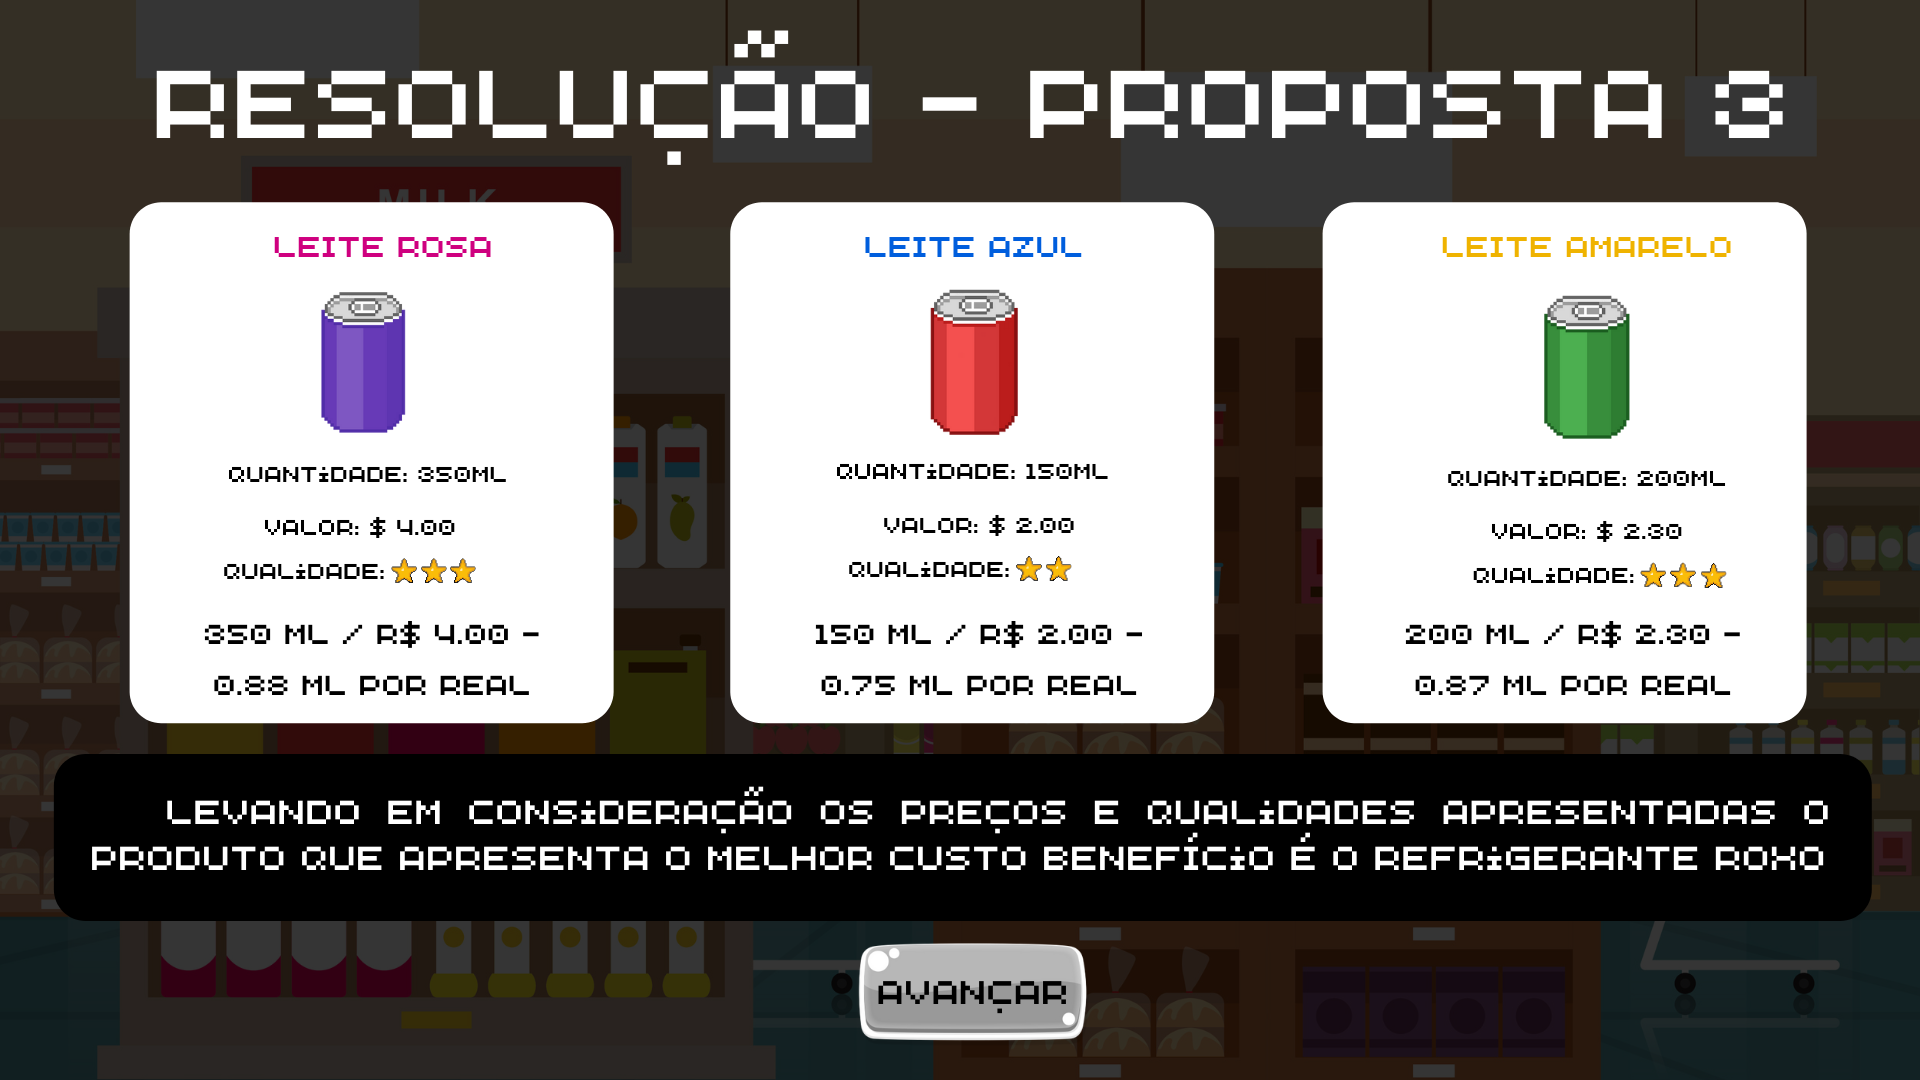 RESOLUÇÃO - PROPOSTA 3
MILK
LEITE ROSA
QUANTiDADE: 350ML
VALOR: $ 4.00
QUALiDADE:
350 ML / R$ 4.00 -
0.88 ML POR REAL
LEITE AZUL
QUANTiDADE: 150ML
VALOR: $ 2.00
QUALiDADE:
150 ML / R$ 2.00 -
0.75 ML POR REAL
LEITE AMARELO
QUANTiDADE: 200ML
VALOR: $ 2.30
QUALiDADE:
200 ML / R$ 2.30 -
0.87 ML POR REAL
LEVANDO EM CONSiDERAÇÃO OS PREÇOS E QUALiDADES APRESENTADAS O
PRODUTO QUE APRESENTA O MELHOR CUSTO BENEFÍCiO É O REFRiGERANTE ROXO
AVANÇAR